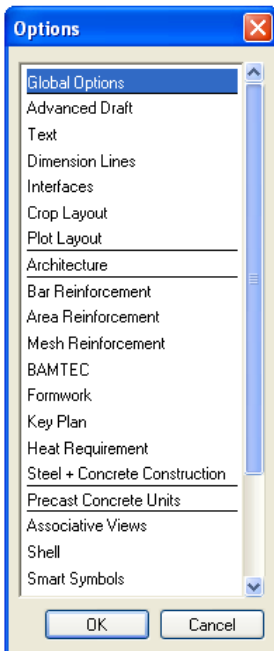 Options
Global Options
Advanced Draft
Text
Dimension Lines
Interfaces
Crop Layout
Plot Layout
Architecture
Bar Reinforcement
Area Reinforcement
Mesh Reinforcement
BAMTEC
Formwork
Key Plan
Heat Requirement
Steel + Concrete Construction
Precast Concrete Units
Associative Views
Shell
Smart Symbols
OK
Cancel